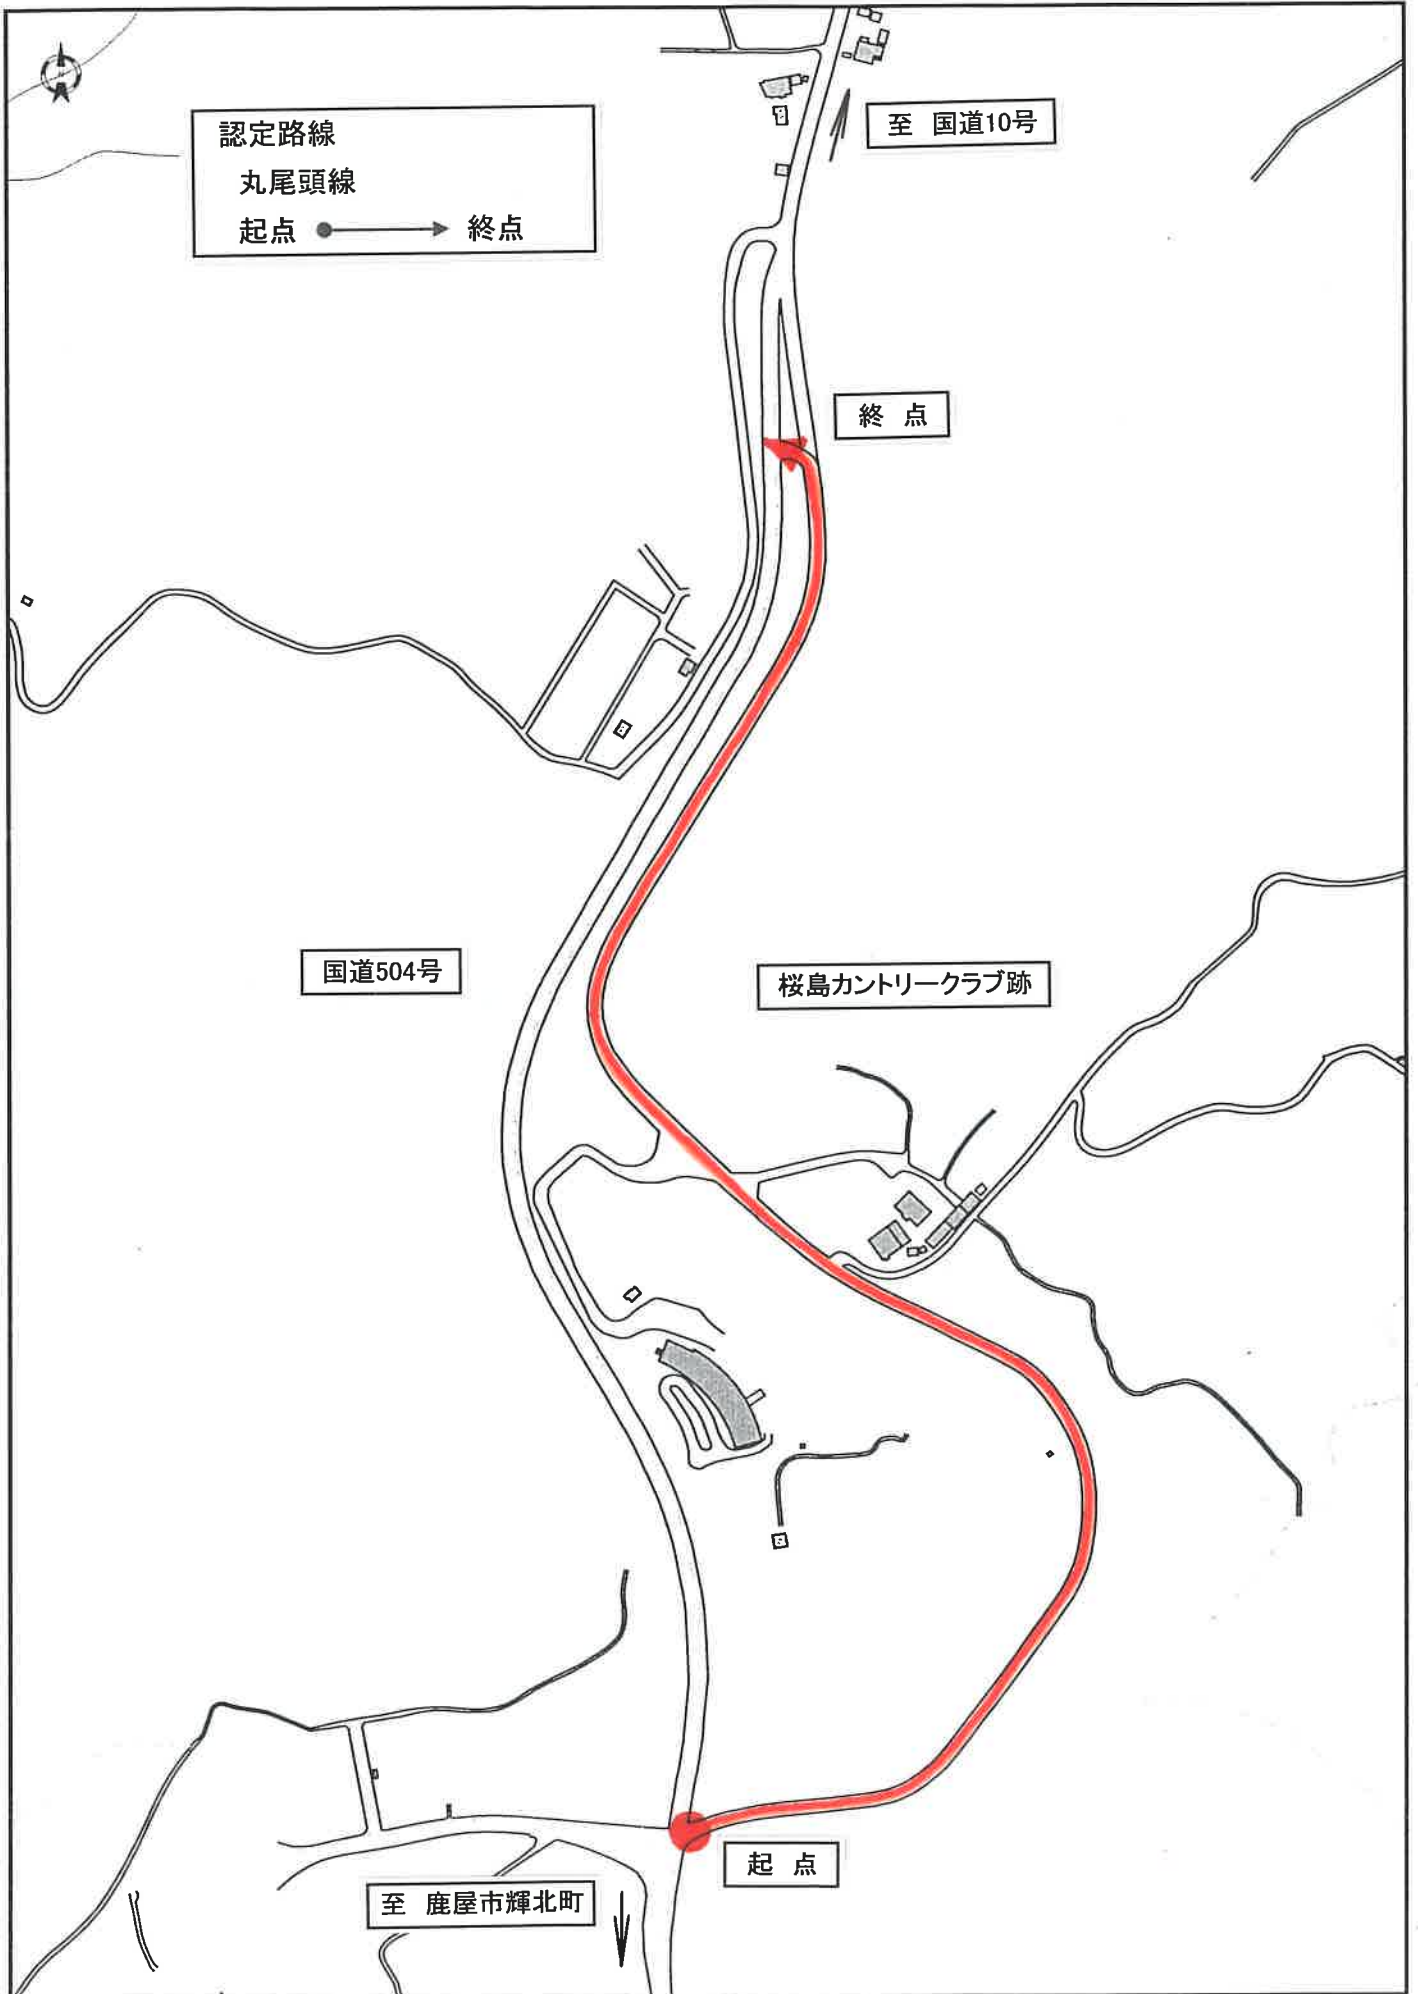 認定路線
丸尾頭線
起点 終点
至 国道10号
終 点
国道504号
桜島カントリークラブ跡
起 点
至 鹿屋市輝北町